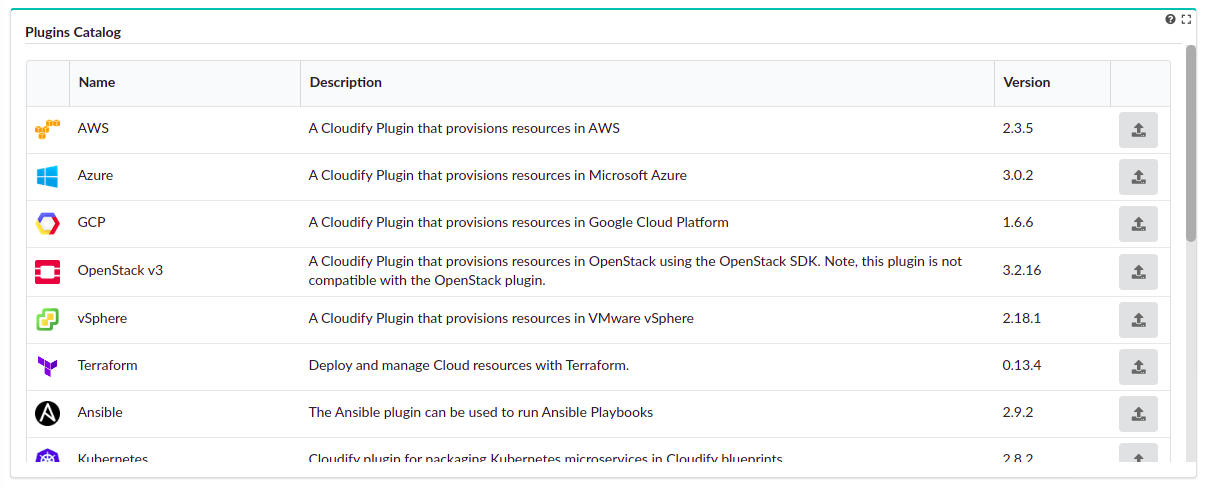 Plugins Catalog
Name Description Version
AWS A Cloudify Plugin that provisions resources in AWS 2.3.5
Azure A Cloudify Plugin that provisions resources in Microsoft Azure 3.0.2
GCP A Cloudify Plugin that provisions resources in Google Cloud Platform 1.6.6
OpenStack v3 A Cloudify Plugin that provisions resources in OpenStack using the OpenStack SDK. Note, this plugin is not 3.2.16
compatible with the OpenStack plugin.
vSphere A Cloudify Plugin that provisions resources in VMware vSphere 2.18.1
Terraform Deploy and manage Cloud resources with Terraform. 0.13.4
Ansible The Ansible plugin can be used to run Ansible Playbooks 2.9.2
Kubernetes Cloudify plugin for packaging Kubernetes microservices in Cloudify blueprints 2.8.2